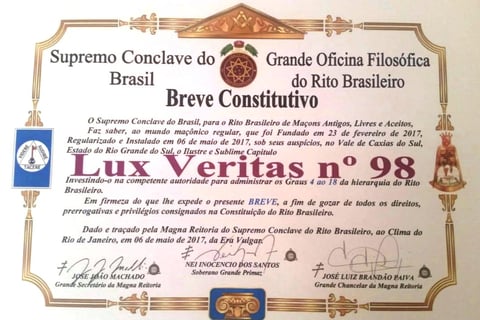 Supremo Conclave do Brasil
Grande Oficina Filosófica do Rito Brasileiro
Breve Constitutivo
O Supremo Conclave do Brasil, para o Rito Brasileiro de Maçons Antigos, Livres e Aceitos,
Faz saber, ao mundo maçônico regular, que foi Fundado em 23 de fevereiro de 2017,
Regularizado e Instalado em 06 de maio de 2017, sob seus auspícios, no Vale de Caxias do Sul,
Estado do Rio Grande do Sul, o Ilustre e Sublime Capítulo
Lux Veritas nº 98
Investindo-o na competente autoridade para administrar os Graus 4 ao 18 da hierarquia do Rito
Brasileiro.
Em firmeza do que lhe expede o presente BREVE, a fim de gozar de todos os direitos,
prerrogativas e privilégios consignados na Constituição do Rito Brasileiro.
Dado e traçado pela Magna Reitoria do Supremo Conclave do Rito Brasileiro, ao Clima do
Rio de Janeiro, em 06 de maio de 2017, da Era Vulgar.
JOSÉ JOÃO MACHADO
Grande Secretário da Magna Reitoria
NEI INOCENCIO DOS SANTOS
Soberano Grande Primaz
JOSÉ LUIZ BRANDÃO PAIVA
Grande Chancelar da Magna Reitoria